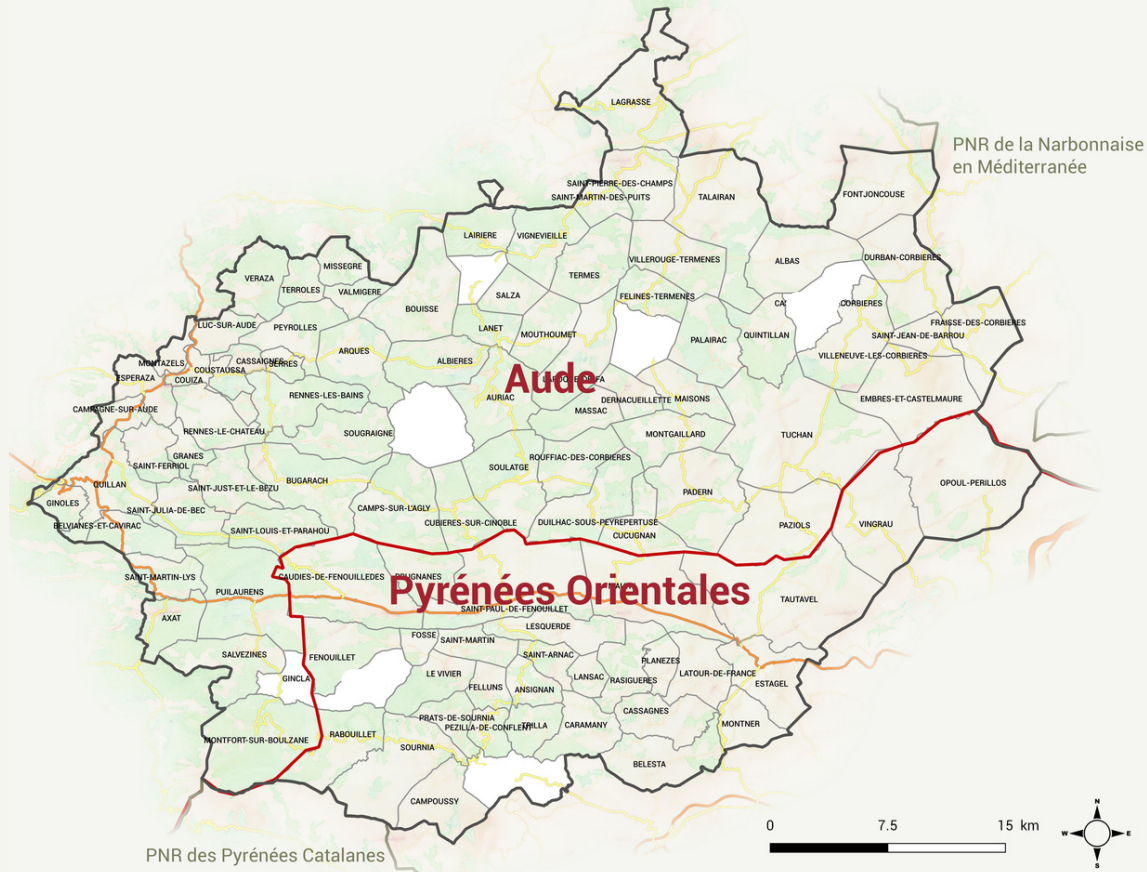 LAGRASSE
PNR de la Narbonnaise
en Méditerranée
SAINT-PIERRE-DES-CHAMPS
SAINT-MARTIN-DES-PUITS
TALAIRAN
FONTJONCOUSE
LAIRIERE
VIGNEVIEILLE
VILLEROUGE-TERMENES
ALBAS
DURBAN-CORBIERES
MISSEGRE
VERAZA
TERROLES
VALMIGERE
TERMES
SALZA
FELINES-TERMENES
CORBIERES
BOUISSE
LUC-SUR-AUDE
PEYROLLES
LANET
MOUTHOUMET
PALAIRAC
QUINTILLAN
FRAISSE-DES-CORBIERES
SAINT-JEAN-DE-BARROU
ARQUES
VILLENEUVE-LES-CORBIERES
MONTAZELS
CASSAIGNES
SERRES
COUSTAUSSA
ALBIERES
ESPERAZA
COUIZA
Aude
RENNES-LES-BAINS
AURIAC
DERNACUEILLETTE
MAISONS
EMBRES-ET-CASTELMAURE
CAMPAGNE-SUR-AUDE
MASSAC
RENNES-LE-CHATEAU
SOUGRAIGNE
MONTGAILLARD
TUCHAN
GRANES
SAINT-FERRIOL
ROUFFIAC-DES-CORBIERES
SOULATGE
QUILLAN
SAINT-JUST-ET-LE-BEZU
BUGARACH
OPOUL-PERILLOS
PADERN
GINOLES
SAINT-JULIA-DE-BEC
CAMPS-SUR-L'AGLY
BELVIANES-ET-CAVIRAC
SAINT-LOUIS-ET-PARAHOU
CUBIERES-SUR-CINOBLE
DUILHAC-SOUS-PEYREPERTUSE
PAZIOLS
VINGRAU
CUCUGNAN
SAINT-MARTIN-LYS
CAUDIES-DE-FENOUILLEDES
PUILAURENS
Pyrénées Orientales
TAUTAVEL
SAINT-PAUL-DE-FENOUILLET
AXAT
LESQUERDE
FOSSE
SAINT-MARTIN
SALVEZINES
FENOUILLET
SAINT-ARNAC
PLANEZES
LE VIVIER
LANSAC
RASIGUERES
LATOUR-DE-FRANCE
GINCLA
FELLUNS
ANSIGNAN
ESTAGEL
CASSAGNES
PRATS-DE-SOURNIA
PEZILLA-DE-CONFLENT
TRILLA
CARAMANY
MONTNER
MONTFORT-SUR-BOULZANE
RABOUILLET
SOURNIA
BELESTA
CAMPOUSSY
PNR des Pyrénées Catalanes
0 7.5 15 km
N
W E
S